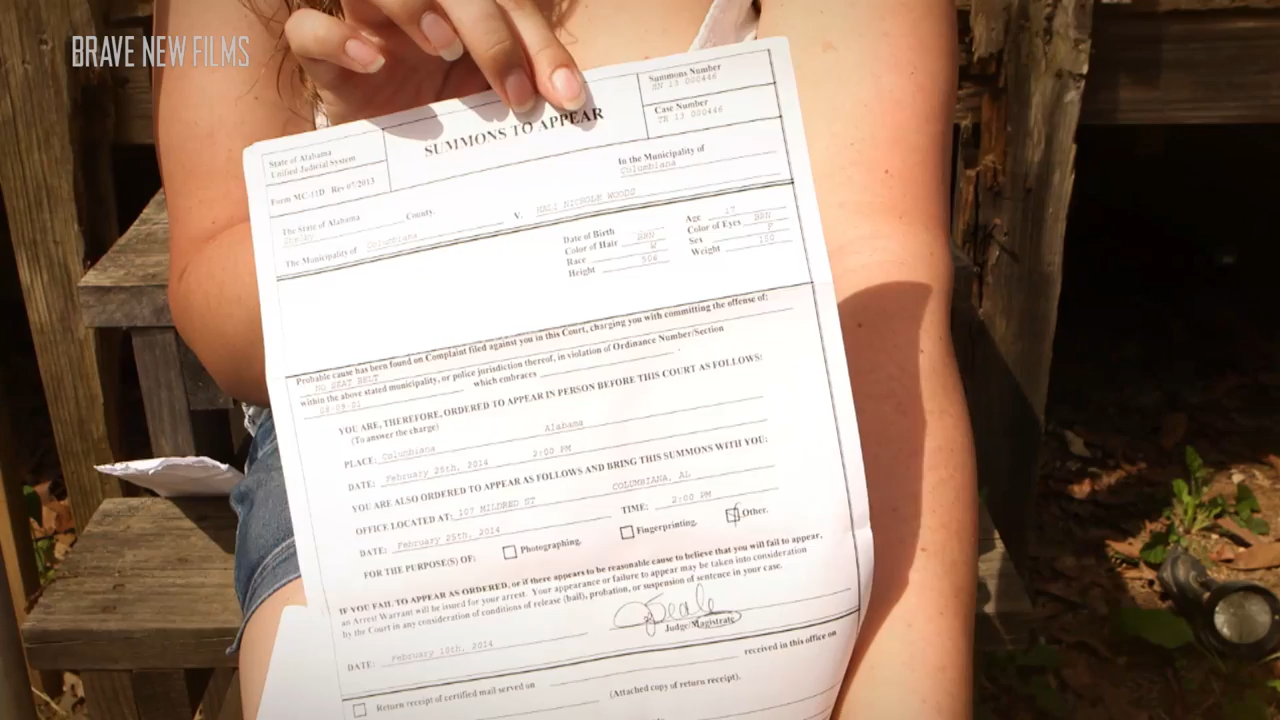 BRAVE NEW FILMS
State of Alabama
Unified Judicial System
Form MC-11D Rev 07/2013
SUMMONS TO APPEAR
Summons Number
SN 13 000446
Case Number
TR 13 000446
In the Municipality of
Columbiana
The State of Alabama
Shelby County.
The Municipality of Columbiana
V. HALI NICHOLE WOODS
Date of Birth
Color of Hair BRN
Race W
Height 504
Age 17
Color of Eyes BRN
Sex F
Weight 150
Probable cause has been found on Complaint filed against you in this Court, charging you with committing the offense of:
NO SEAT BELT
within the above stated municipality, or police jurisdiction thereof, in violation of Ordinance Number/Section
08-09-01 which embraces .
YOU ARE, THEREFORE, ORDERED TO APPEAR IN PERSON BEFORE THIS COURT AS FOLLOWS:
(To answer the charge)
PLACE: Columbiana Alabama
DATE: February 25th, 2014 2:00 PM
YOU ARE ALSO ORDERED TO APPEAR AS FOLLOWS AND BRING THIS SUMMONS WITH YOU:
OFFICE LOCATED AT: 107 MILDRED ST COLUMBIANA, AL
DATE: February 25th, 2014 TIME: 2:00 PM
FOR THE PURPOSE(S) OF: Photographing. Fingerprinting. Other.
IF YOU FAIL TO APPEAR AS ORDERED, or if there appears to be reasonable cause to believe that you will fail to appear,
an Arrest Warrant will be issued for your arrest. Your appearance or failure to appear may be taken into consideration
by the Court in any consideration of conditions of release (bail), probation, or suspension of sentence in your case.
Judge/Magistrate
DATE: February 18th, 2014
Return receipt of certified mail served on received in this office on
(Attached copy of return receipt).